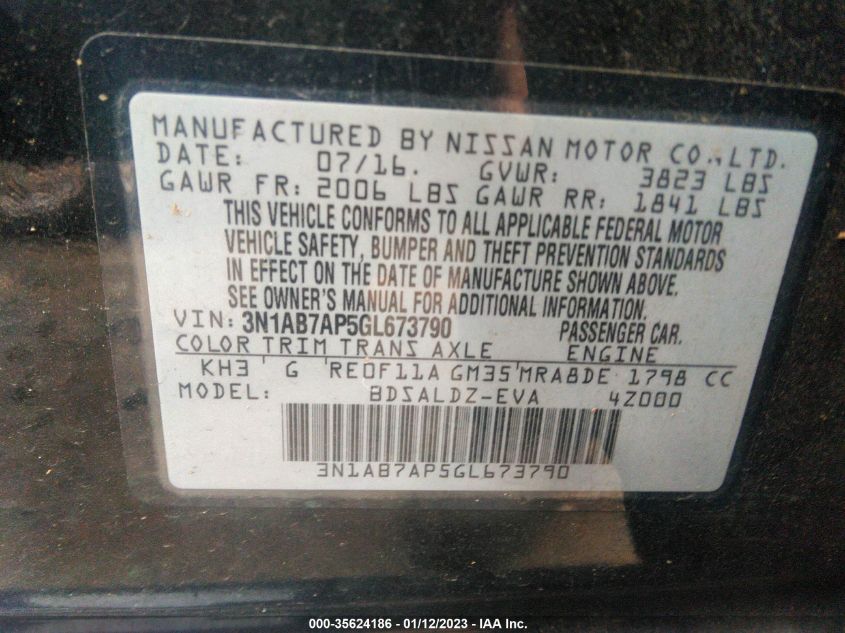 MANUFACTURED BY NISSAN MOTOR CO.,LTD.
DATE: 07/16. GVWR: 3823 LBS
GAWR FR: 2006 LBS GAWR RR: 1841 LBS
THIS VEHICLE CONFORMS TO ALL APPLICABLE FEDERAL MOTOR
VEHICLE SAFETY, BUMPER AND THEFT PREVENTION STANDARDS
IN EFFECT ON THE DATE OF MANUFACTURE SHOWN ABOVE.
SEE OWNER'S MANUAL FOR ADDITIONAL INFORMATION.
VIN: 3N1AB7AP5GL673790 PASSENGER CAR.
COLOR TRIM TRANS AXLE ENGINE
KH3 ' G 'RE0F11A GM35'MRA8DE 1798 CC
MODEL: BDSALDZ-EVA 4Z000
3N1AB7AP5GL673790
000-35624186 - 01/12/2023 - IAA Inc.